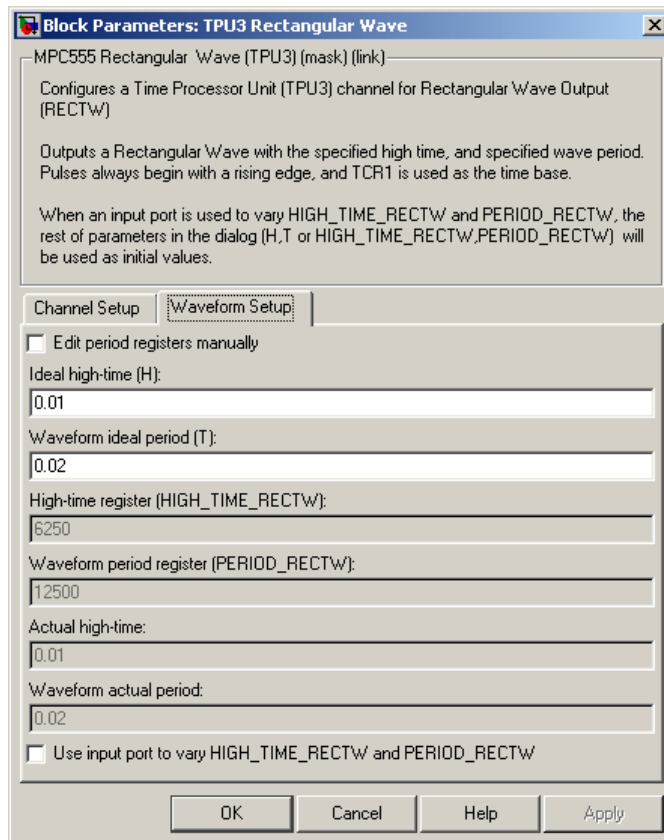 Block Parameters: TPU3 Rectangular Wave
MPC555 Rectangular Wave (TPU3) (mask) (link)
Configures a Time Processor Unit (TPU3) channel for Rectangular Wave Output
(RECTW)
Outputs a Rectangular Wave with the specified high time, and specified wave period.
Pulses always begin with a rising edge, and TCR1 is used as the time base.
When an input port is used to vary HIGH_TIME_RECTW and PERIOD_RECTW, the
rest of parameters in the dialog (H,T or HIGH_TIME_RECTW,PERIOD_RECTW) will
be used as initial values.
Channel Setup Waveform Setup
Edit period registers manually
Ideal high-time (H):
0.01
Waveform ideal period (T):
0.02
High-time register (HIGH_TIME_RECTW):
6250
Waveform period register (PERIOD_RECTW):
12500
Actual high-time:
0.01
Waveform actual period:
0.02
Use input port to vary HIGH_TIME_RECTW and PERIOD_RECTW
OK Cancel Help Apply